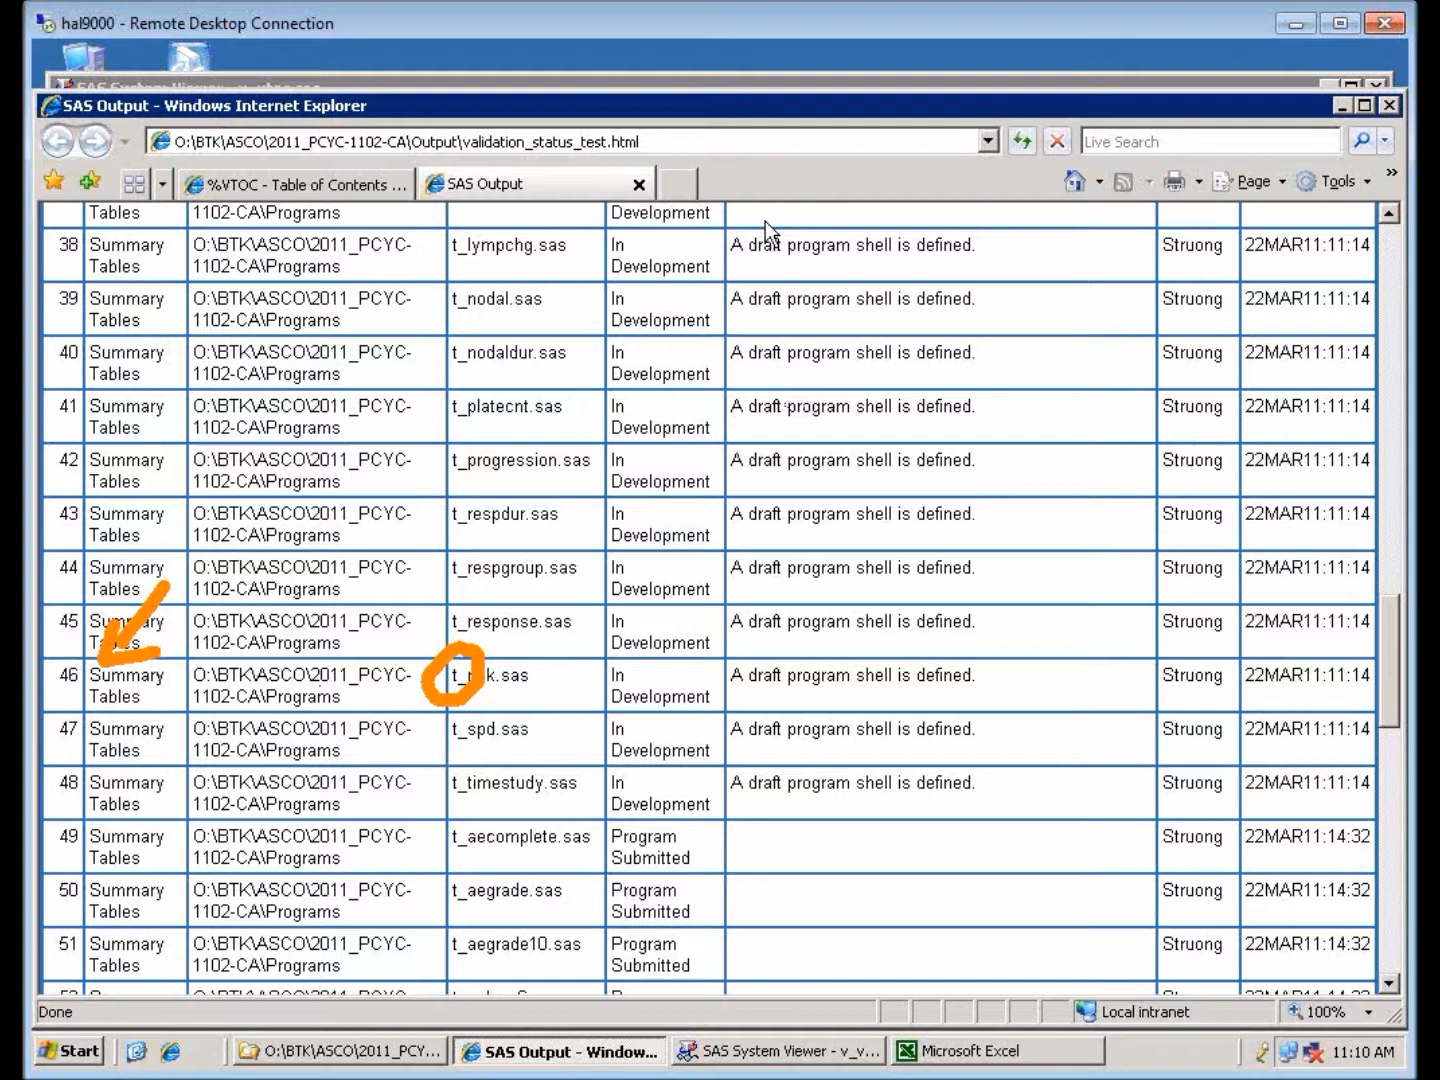 hal9000 - Remote Desktop Connection
SAS Output - Windows Internet Explorer
O:\BTK\ASCO\2011_PCYC-1102-CA\Output\validation_status_test.html
Live Search
%VTOC - Table of Contents ...
SAS Output
Page
Tools
Tables 1102-CA\Programs Development
38 Summary O:\BTK\ASCO\2011_PCYC- t_lympchg.sas In A draft program shell is defined. Struong 22MAR11:11:14
Tables 1102-CA\Programs Development
39 Summary O:\BTK\ASCO\2011_PCYC- t_nodal.sas In A draft program shell is defined. Struong 22MAR11:11:14
Tables 1102-CA\Programs Development
40 Summary O:\BTK\ASCO\2011_PCYC- t_nodaldur.sas In A draft program shell is defined. Struong 22MAR11:11:14
Tables 1102-CA\Programs Development
41 Summary O:\BTK\ASCO\2011_PCYC- t_platecnt.sas In A draft program shell is defined. Struong 22MAR11:11:14
Tables 1102-CA\Programs Development
42 Summary O:\BTK\ASCO\2011_PCYC- t_progression.sas In A draft program shell is defined. Struong 22MAR11:11:14
Tables 1102-CA\Programs Development
43 Summary O:\BTK\ASCO\2011_PCYC- t_respdur.sas In A draft program shell is defined. Struong 22MAR11:11:14
Tables 1102-CA\Programs Development
44 Summary O:\BTK\ASCO\2011_PCYC- t_respgroup.sas In A draft program shell is defined. Struong 22MAR11:11:14
Tables 1102-CA\Programs Development
45 Summary O:\BTK\ASCO\2011_PCYC- t_response.sas In A draft program shell is defined. Struong 22MAR11:11:14
Tables 1102-CA\Programs Development
46 Summary O:\BTK\ASCO\2011_PCYC- In A draft program shell is defined. Struong 22MAR11:11:14
Tables 1102-CA\Programs Development
47 Summary O:\BTK\ASCO\2011_PCYC- t_spd.sas In A draft program shell is defined. Struong 22MAR11:11:14
Tables 1102-CA\Programs Development
48 Summary O:\BTK\ASCO\2011_PCYC- t_timestudy.sas In A draft program shell is defined. Struong 22MAR11:11:14
Tables 1102-CA\Programs Development
49 Summary O:\BTK\ASCO\2011_PCYC- t_aecomplete.sas Program Struong 22MAR11:14:32
Tables 1102-CA\Programs Submitted
50 Summary O:\BTK\ASCO\2011_PCYC- t_aegrade.sas Program Struong 22MAR11:14:32
Tables 1102-CA\Programs Submitted
51 Summary O:\BTK\ASCO\2011_PCYC- t_aegrade10.sas Program Struong 22MAR11:14:32
Tables 1102-CA\Programs Submitted
Done
Local intranet
100%
Start
O:\BTK\ASCO\2011_PCY...
SAS Output - Window...
SAS System Viewer - v_v...
Microsoft Excel
11:10 AM